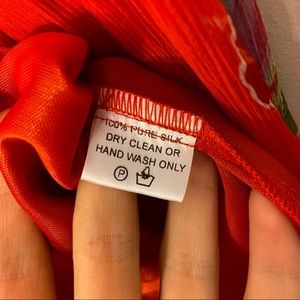 100% PURE SILK
DRY CLEAN OR
HAND WASH ONLY
P